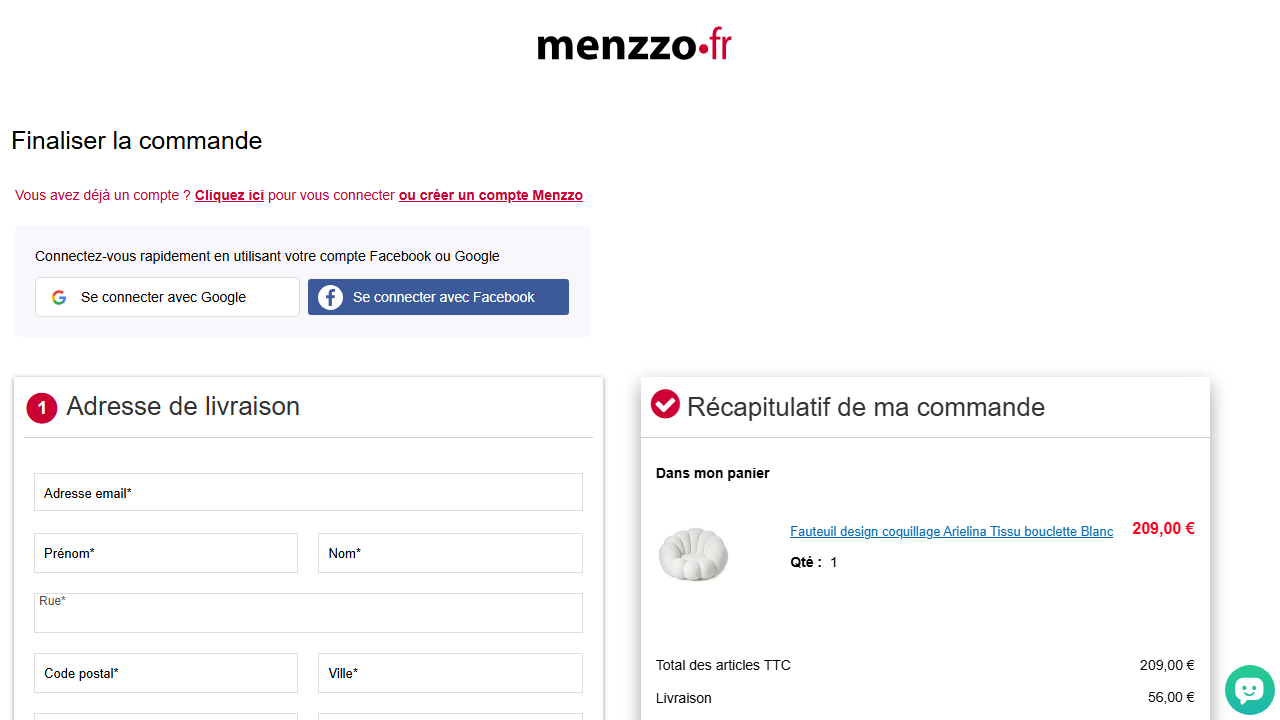 menzzo•fr
Finaliser la commande
Vous avez déjà un compte ? Cliquez ici pour vous connecter ou créer un compte Menzzo
Connectez-vous rapidement en utilisant votre compte Facebook ou Google
Se connecter avec Google
Se connecter avec Facebook
1 Adresse de livraison
Adresse email*
Prénom*
Nom*
Rue*
Code postal*
Ville*
Récapitulatif de ma commande
Dans mon panier
Fauteuil design coquillage Arielina Tissu bouclette Blanc 209,00 €
Qté : 1
Total des articles TTC 209,00 €
Livraison 56,00 €